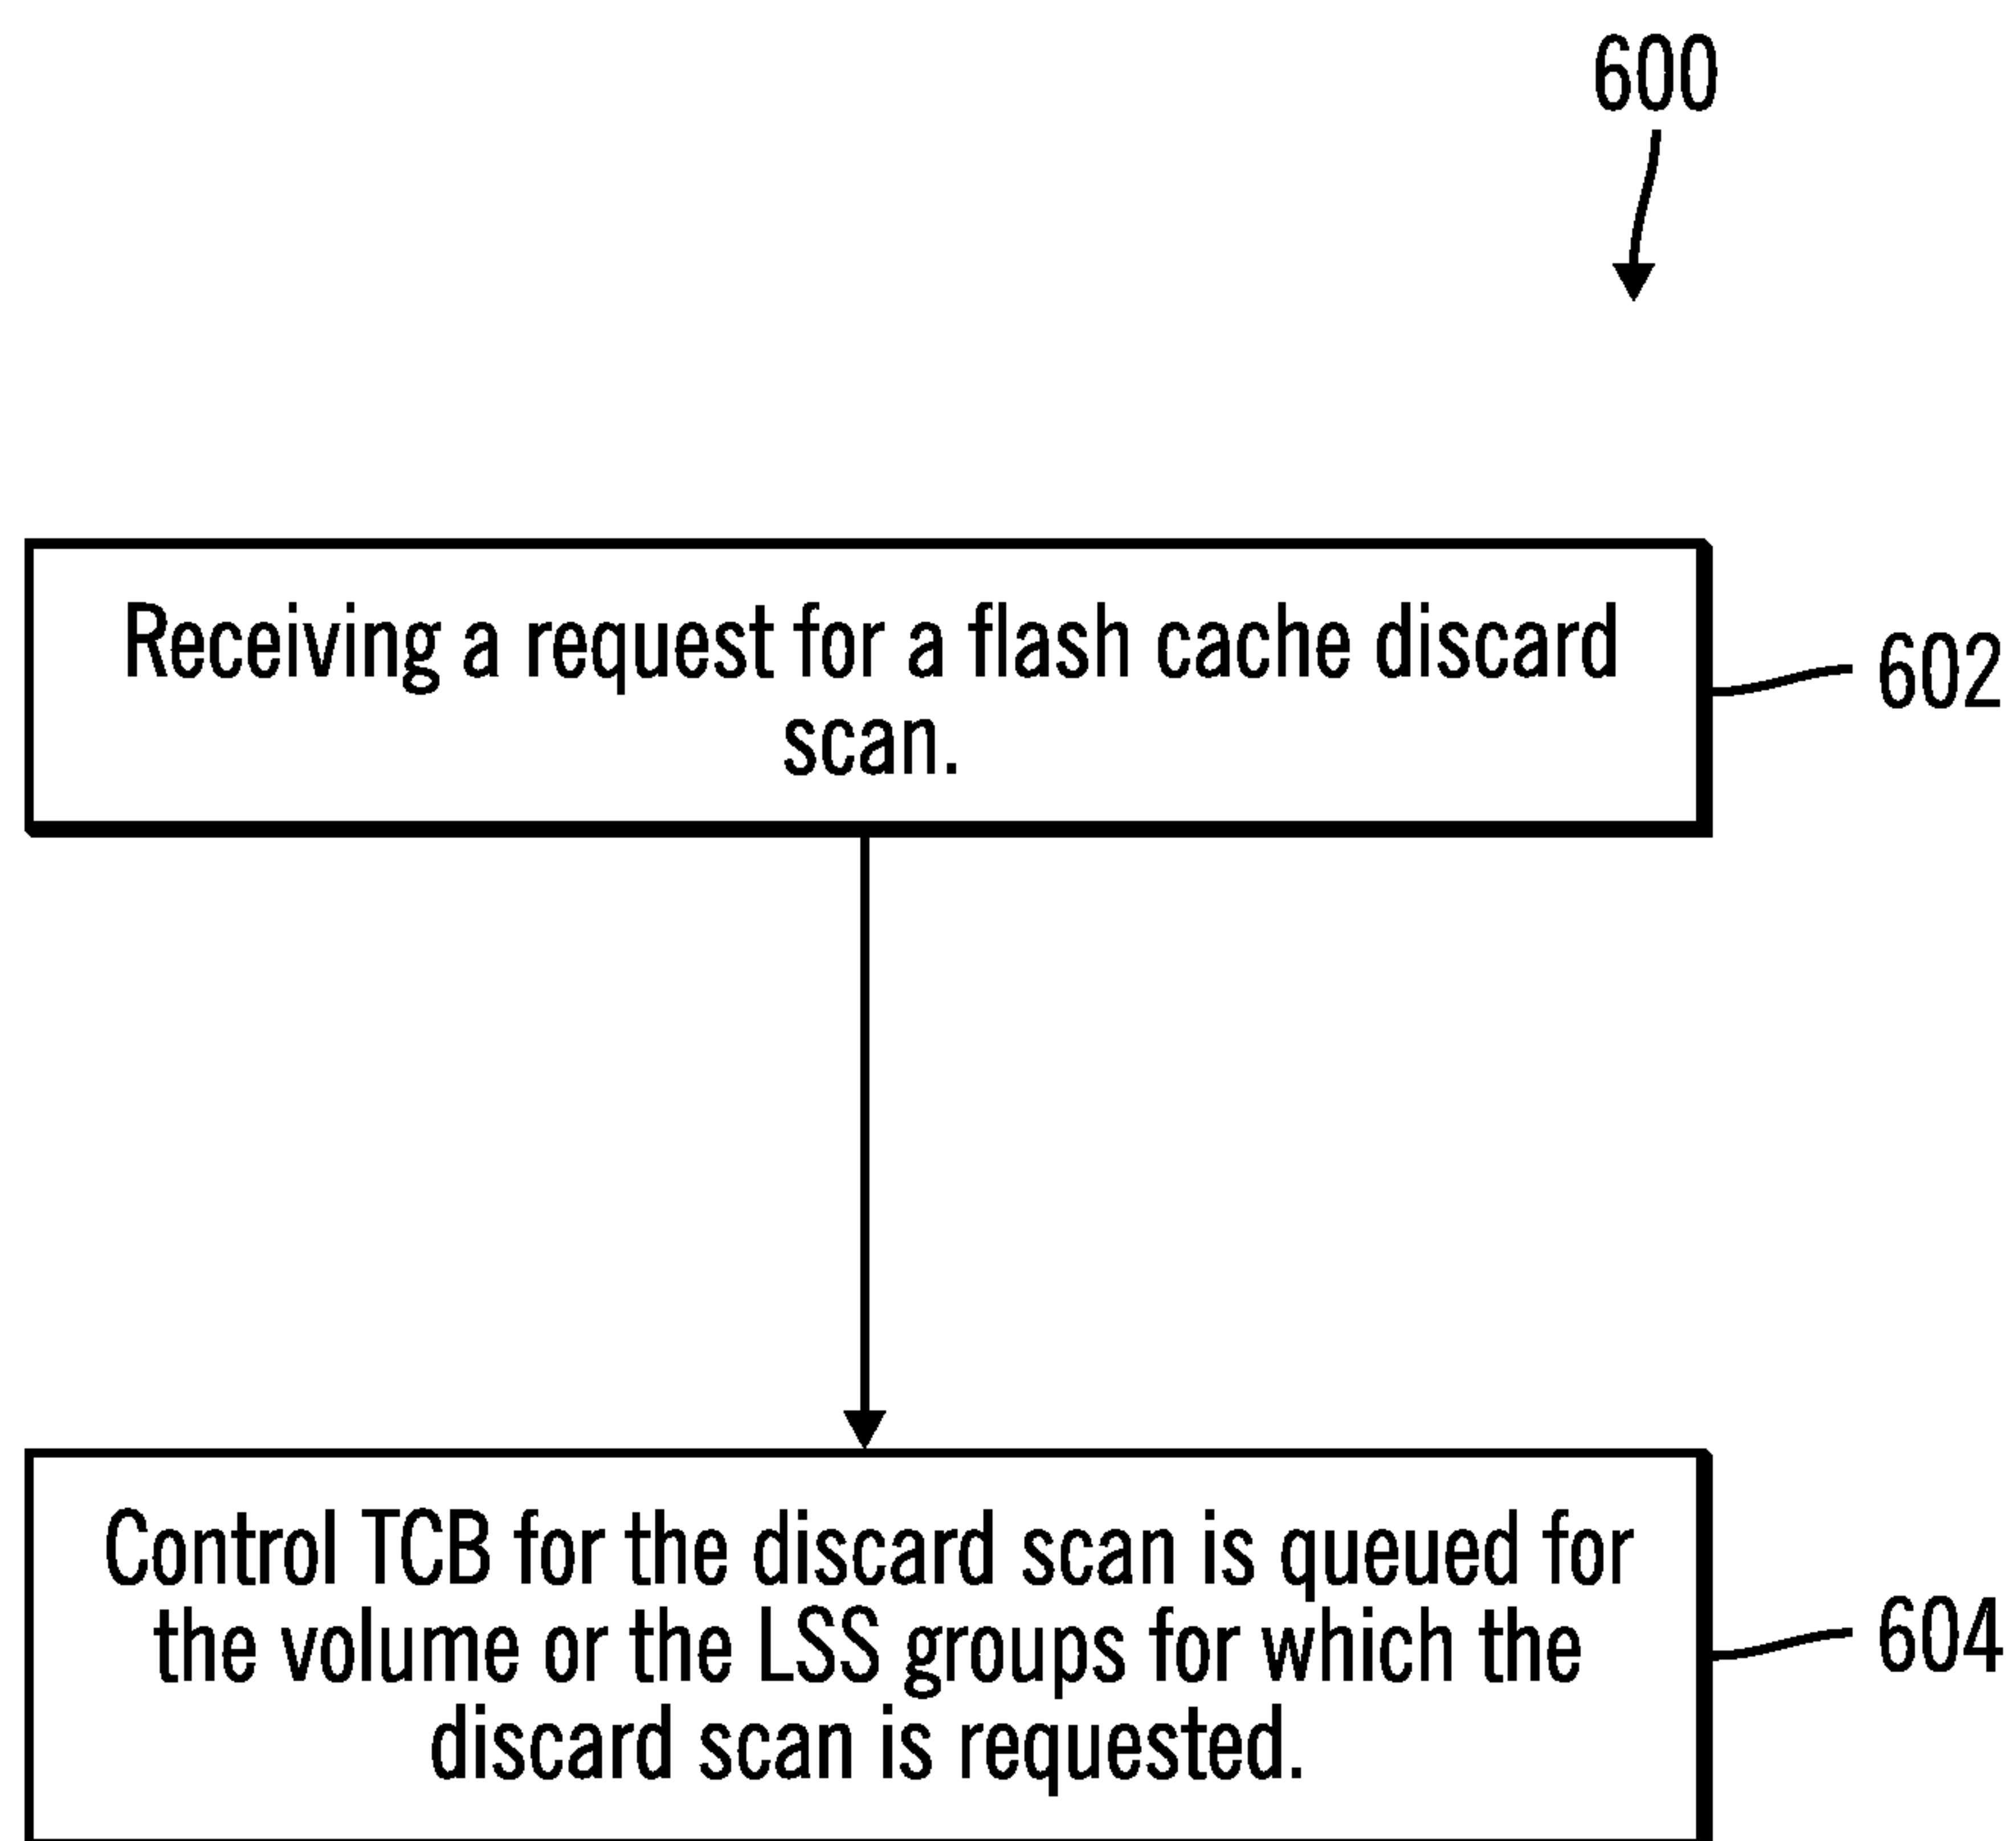 600
Receiving a request for a flash cache discard
scan.
602
Control TCB for the discard scan is queued for
the volume or the LSS groups for which the
discard scan is requested.
604